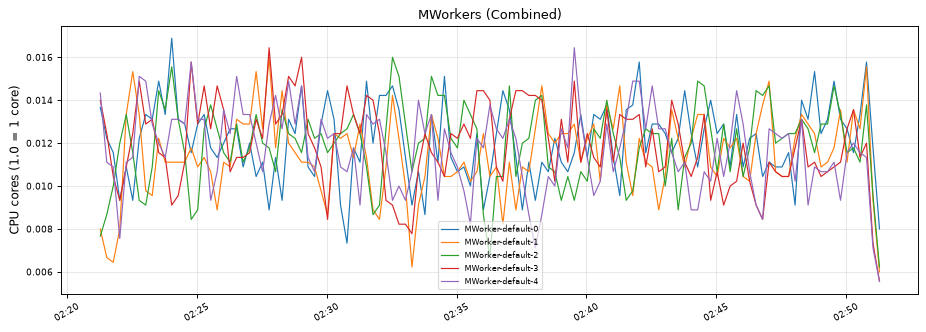 MWorkers (Combined)
CPU cores (1.0 = 1 core)
0.016
0.014
0.012
0.010
0.008
0.006
MWorker-default-0
MWorker-default-1
MWorker-default-2
MWorker-default-3
MWorker-default-4
02:20
02:25
02:30
02:35
02:40
02:45
02:50